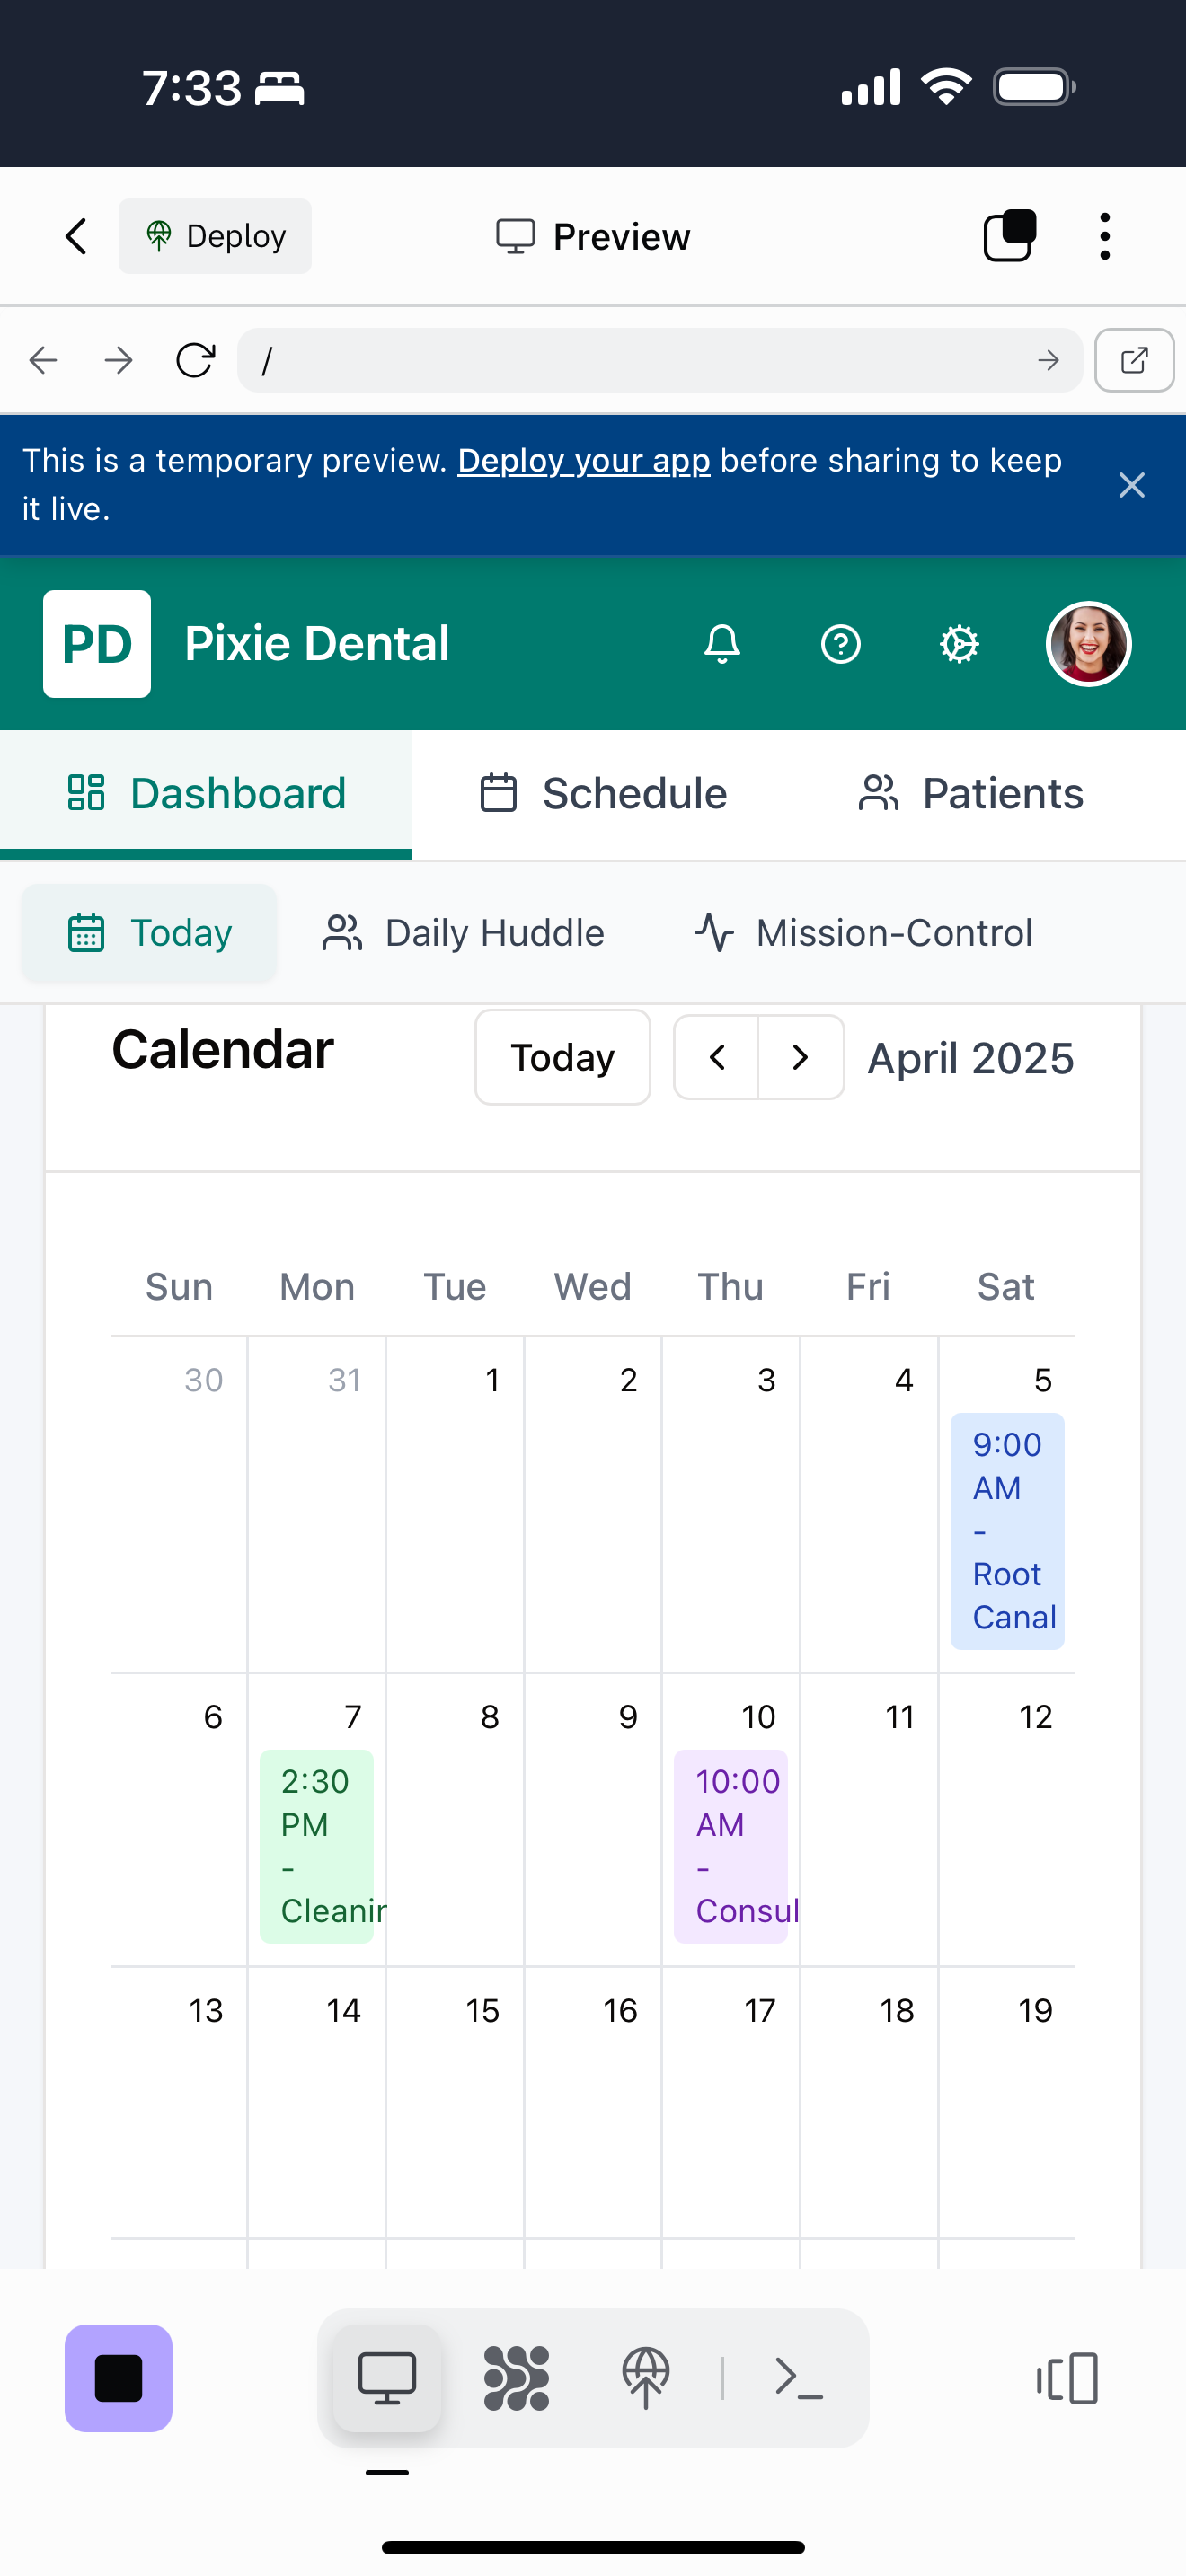 7:33
Deploy
Preview
/
This is a temporary preview. Deploy your app before sharing to keep
it live.
PD
Pixie Dental
Dashboard
Schedule
Patients
Today
Daily Huddle
Mission-Control
Calendar
Today
April 2025
Sun Mon Tue Wed Thu Fri Sat
30 31 1 2 3 4 5
9:00
AM
-
Root
Canal
6 7 8 9 10 11 12
2:30
PM
-
Cleanin
10:00
AM
-
Consul
13 14 15 16 17 18 19